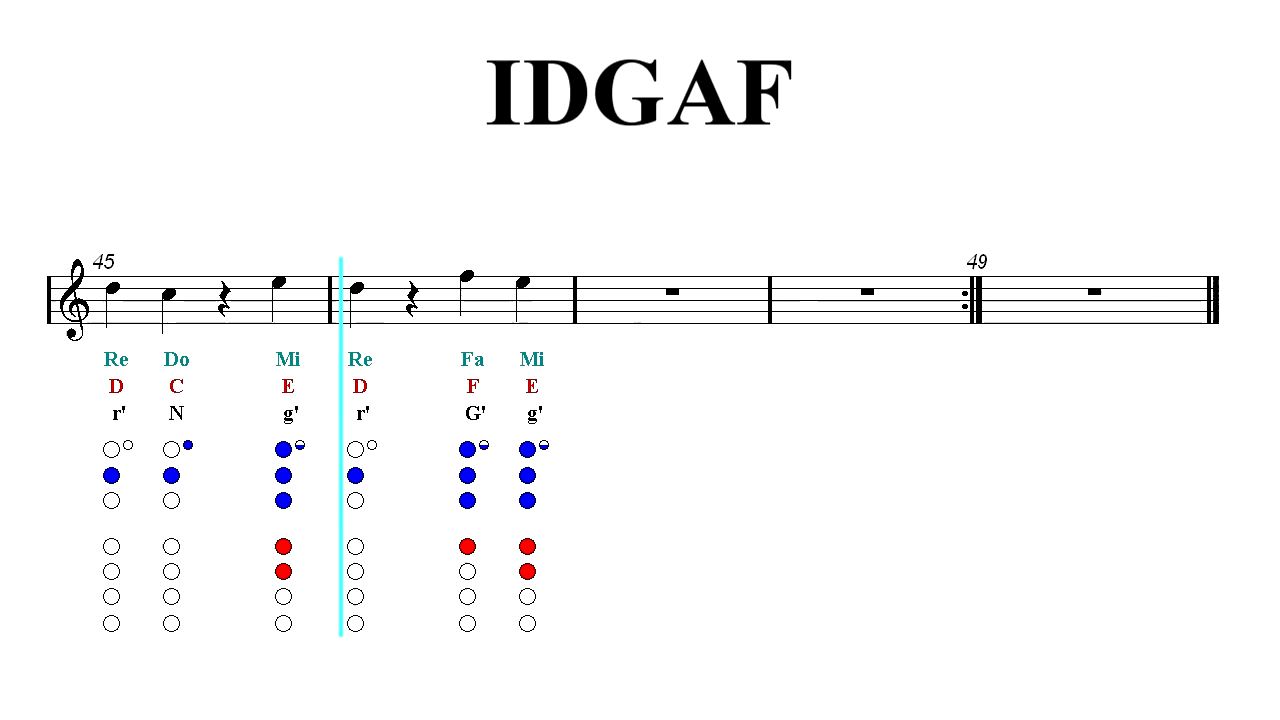 IDGAF
45 49
Re Do Mi Re Fa Mi
D C E D F E
r' N g' r' G' g'